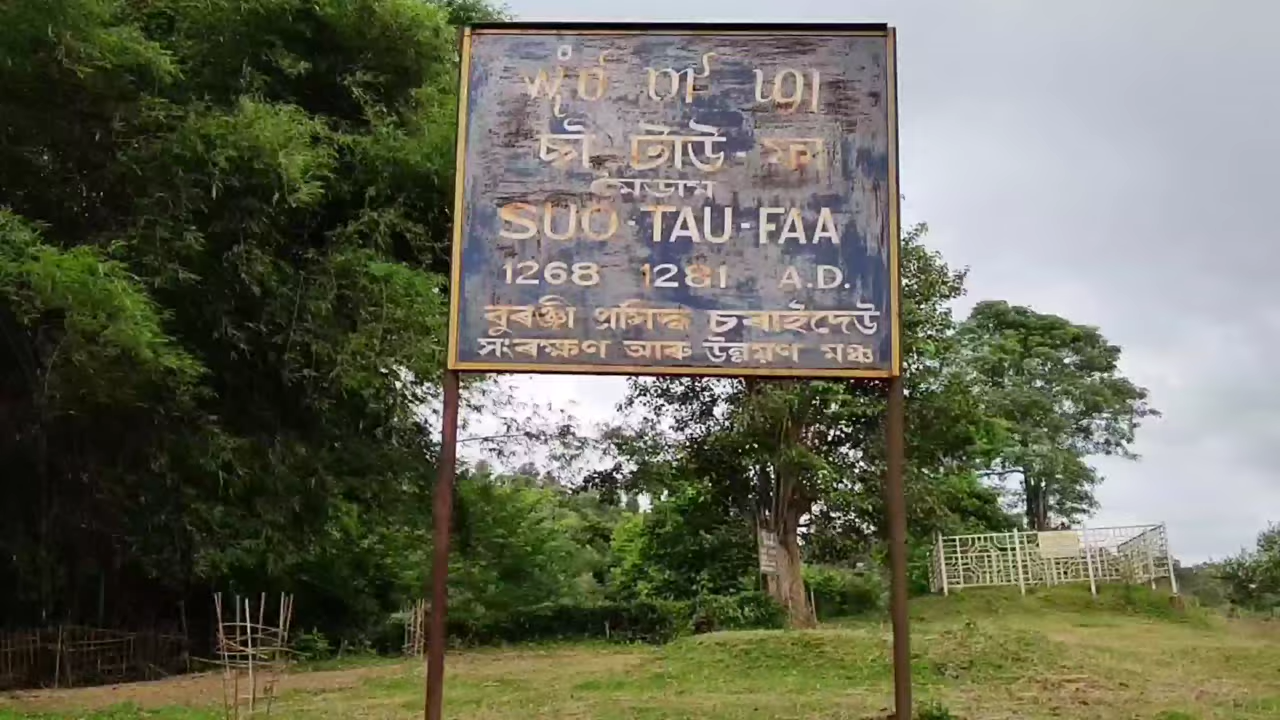 𑜏𑜢𑜤𑜤𑜈𑜫 𑜄𑜧 𑜇𑜡
ছ্যী টাউ - ফা
মৈডাম
SUO - TAU - FAA
1268 1281 A.D.
বুৰঞ্জী প্ৰসিদ্ধ চৰাইদেউ
সংৰক্ষণ আৰু উন্নয়ণ মঞ্চ